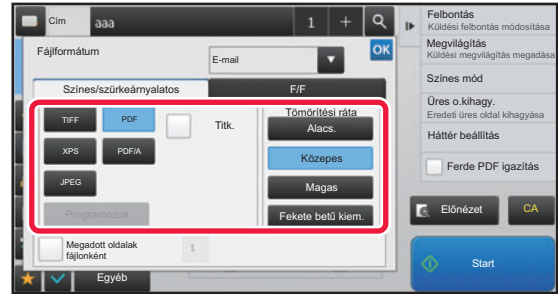 Cím
aaa
1
Fájlformátum
E-mail
OK
Színes/szürkeárnyalatos
F/F
TIFF
PDF
Titk.
XPS
PDF/A
JPEG
Programozva
Tömörítési ráta
Alacs.
Közepes
Magas
Fekete betű kiem.
Megadott oldalak
fájlonként
1
Egyéb
Felbontás
Küldési felbontás módosítása
Megvilágítás
Küldési megvilágítás megadása
Színes mód
Üres o.kihagy.
Eredeti üres oldal kihagyása
Háttér beállítás
Ferde PDF igazítás
Előnézet
CA
Start